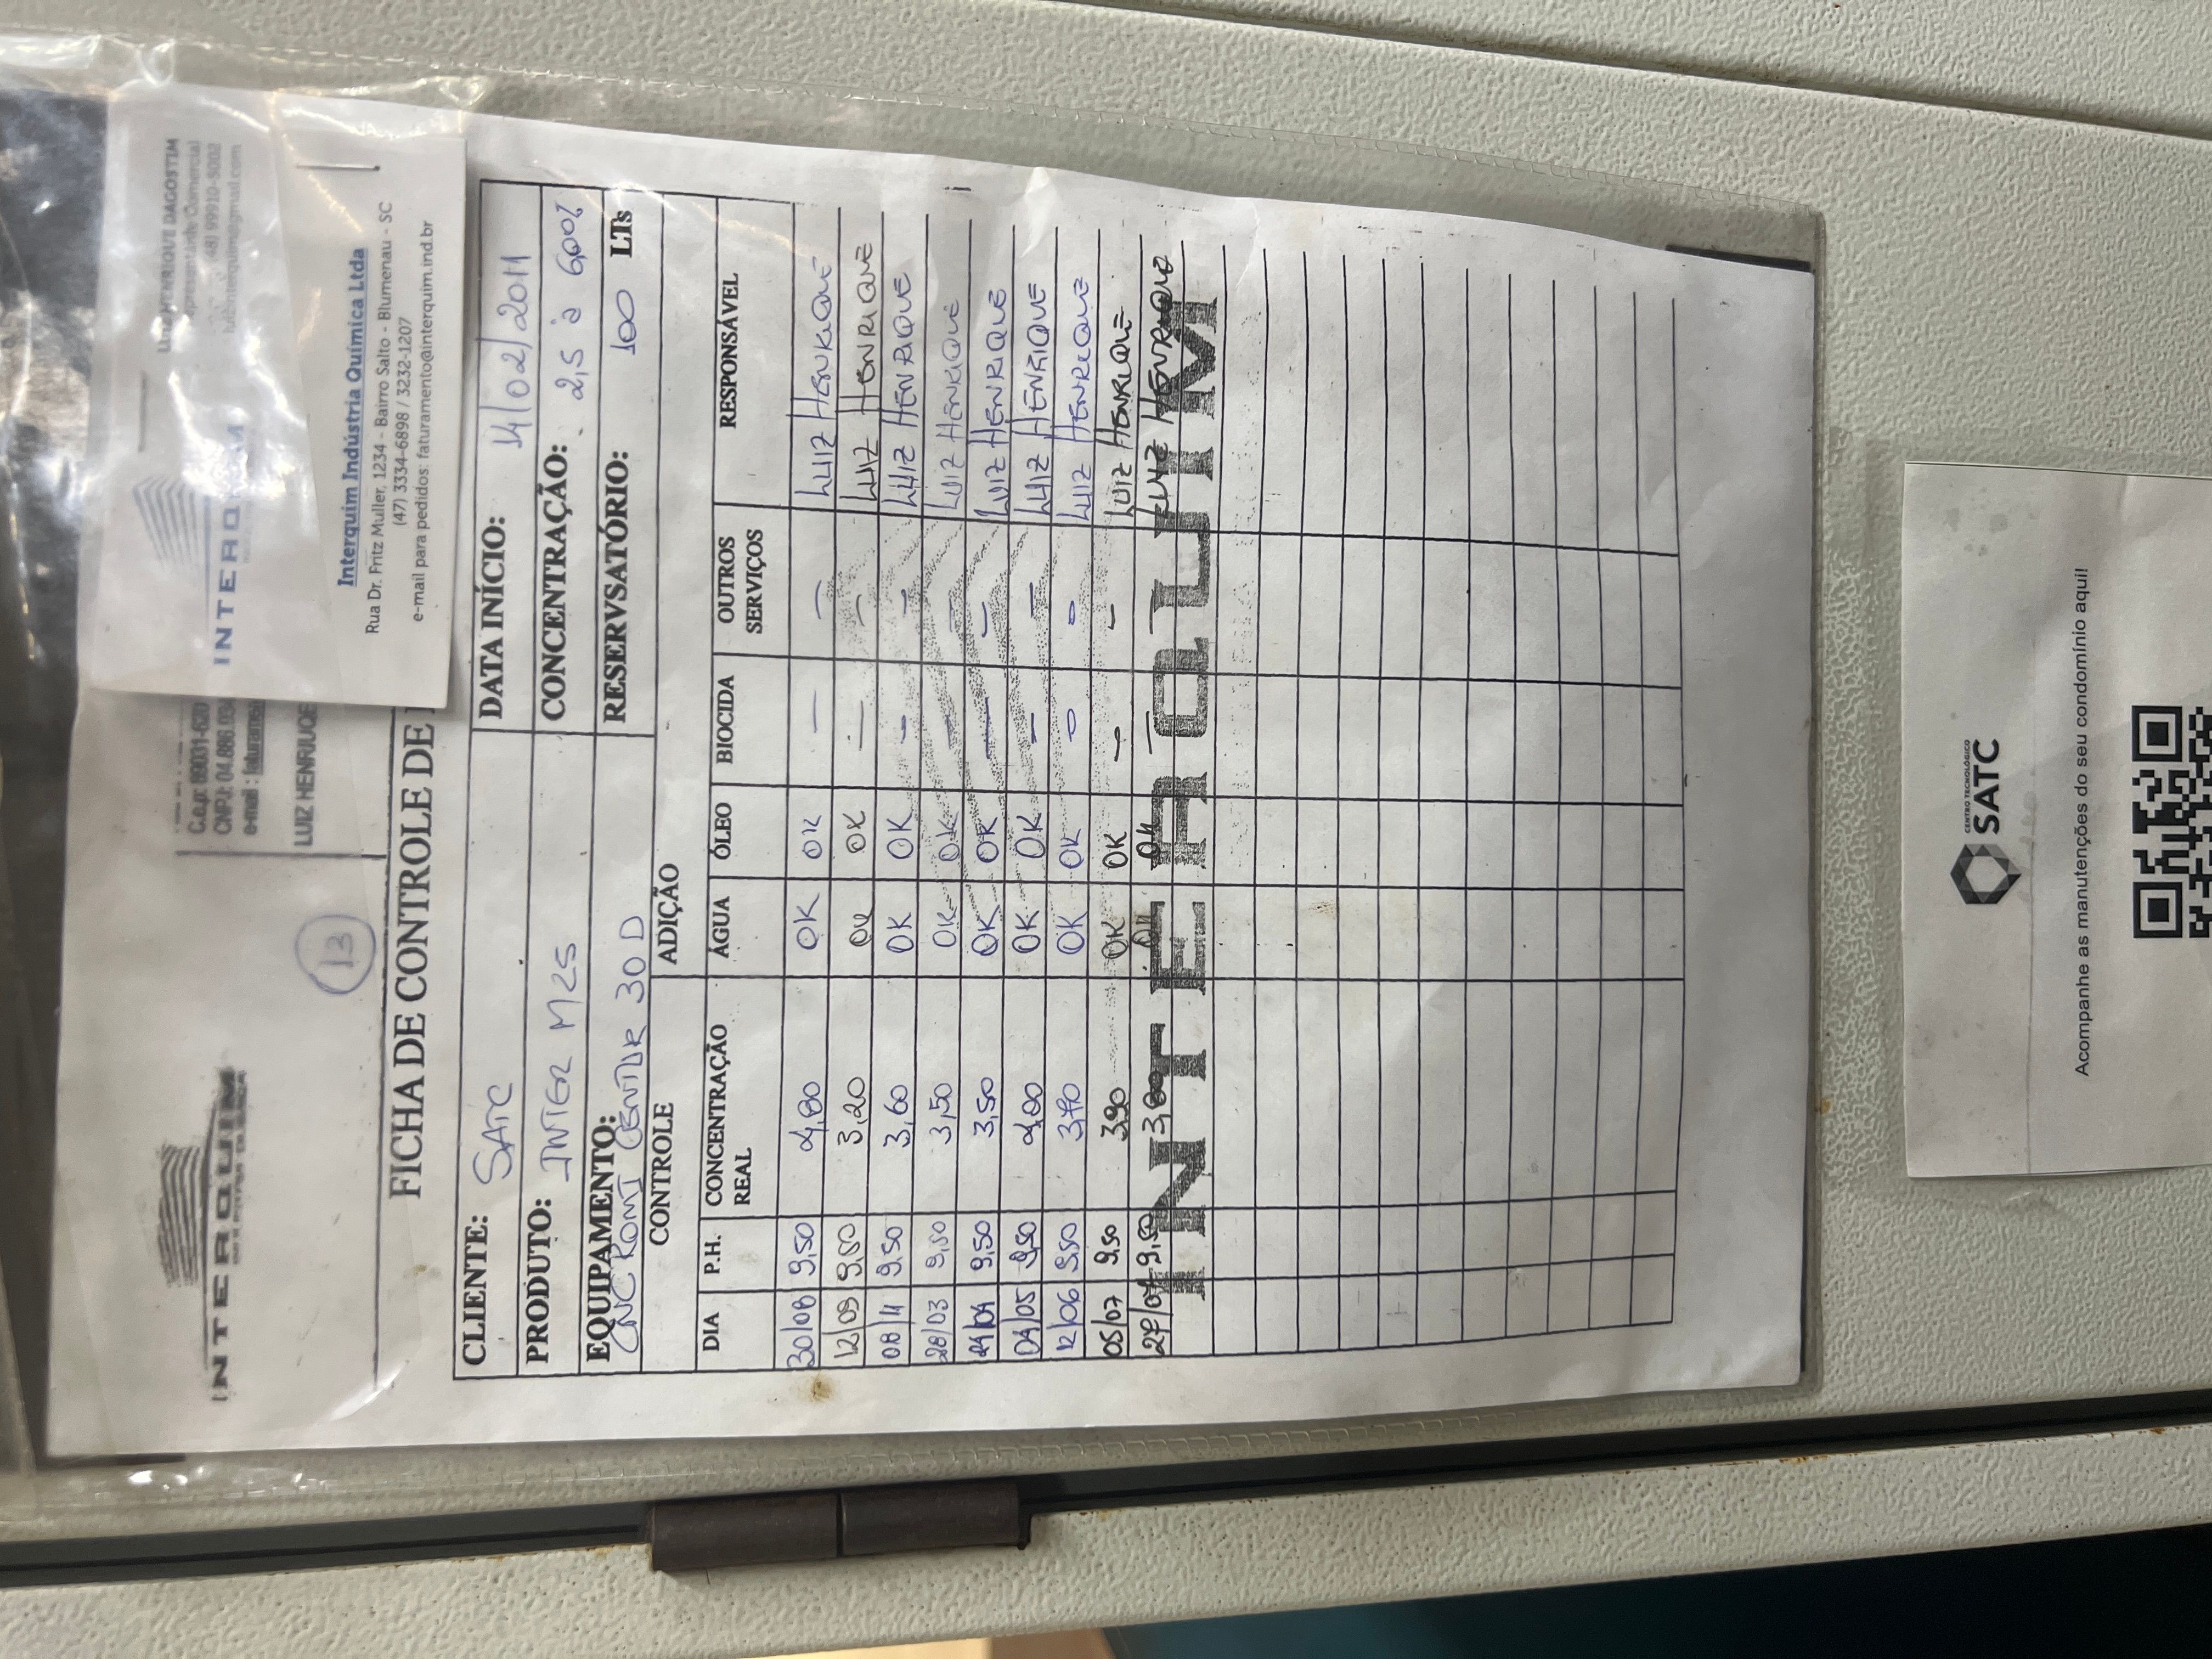 INTERQUIM
C.e.p: 89031-620
CNPJ: 04.886.934
e-mail : faturame
LUIZ HENRIUQE
13
INTERQUIM
LUIZ HENRIQUE DAGOSTIM
Representante Comercial
(48) 99910-5002
luizinterquim@gmail.com
Interquim Indústria Química Ltda
Rua Dr. Fritz Muller, 1234 - Bairro Salto - Blumenau - SC
(47) 3334-6898 / 3232-1207
e-mail para pedidos: faturamento@interquim.ind.br
FICHA DE CONTROLE DE
CLIENTE: SATC DATA INÍCIO: 14/02/2011
PRODUTO: INTER M25 CONCENTRAÇÃO: 2,5 à 6,00%
EQUIPAMENTO: CNC ROMI CENTUR 30 D RESERVSATÓRIO: 100 LTs
CONTROLE ADIÇÃO
DIA P.H. CONCENTRAÇÃO REAL ÁGUA ÓLEO BIOCIDA OUTROS SERVIÇOS RESPONSÁVEL
30/08 9,50 4,80 OK OK — — LUIZ HENRIQUE
12/09 9,50 3,20 OK OK — — LUIZ HENRIQUE
08/11 9,50 3,60 OK OK — — LUIZ HENRIQUE
28/03 9,50 3,50 OK OK — — LUIZ HENRIQUE
24/04 9,50 3,50 OK OK — — LUIZ HENRIQUE
04/05 9,50 4,00 OK OK — — LUIZ HENRIQUE
12/06 9,50 3,70 OK OK — — LUIZ HENRIQUE
05/07 9,50 3,90 OK OK — — LUIZ HENRIQUE
27/07 9,50 3,80 OK OK — — LUIZ HENRIQUE
INTERQUIM
CENTRO TECNOLÓGICO
SATC
Acompanhe as manutenções do seu condomínio aqui!